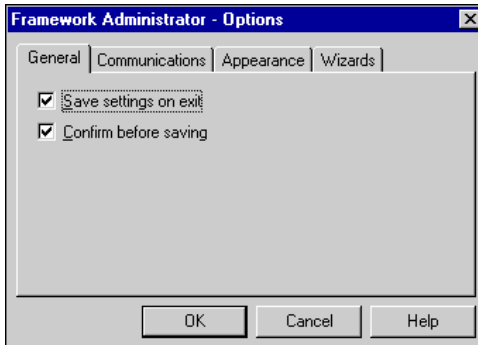 Framework Administrator - Options
General Communications Appearance Wizards
Save settings on exit
Confirm before saving
OK Cancel Help